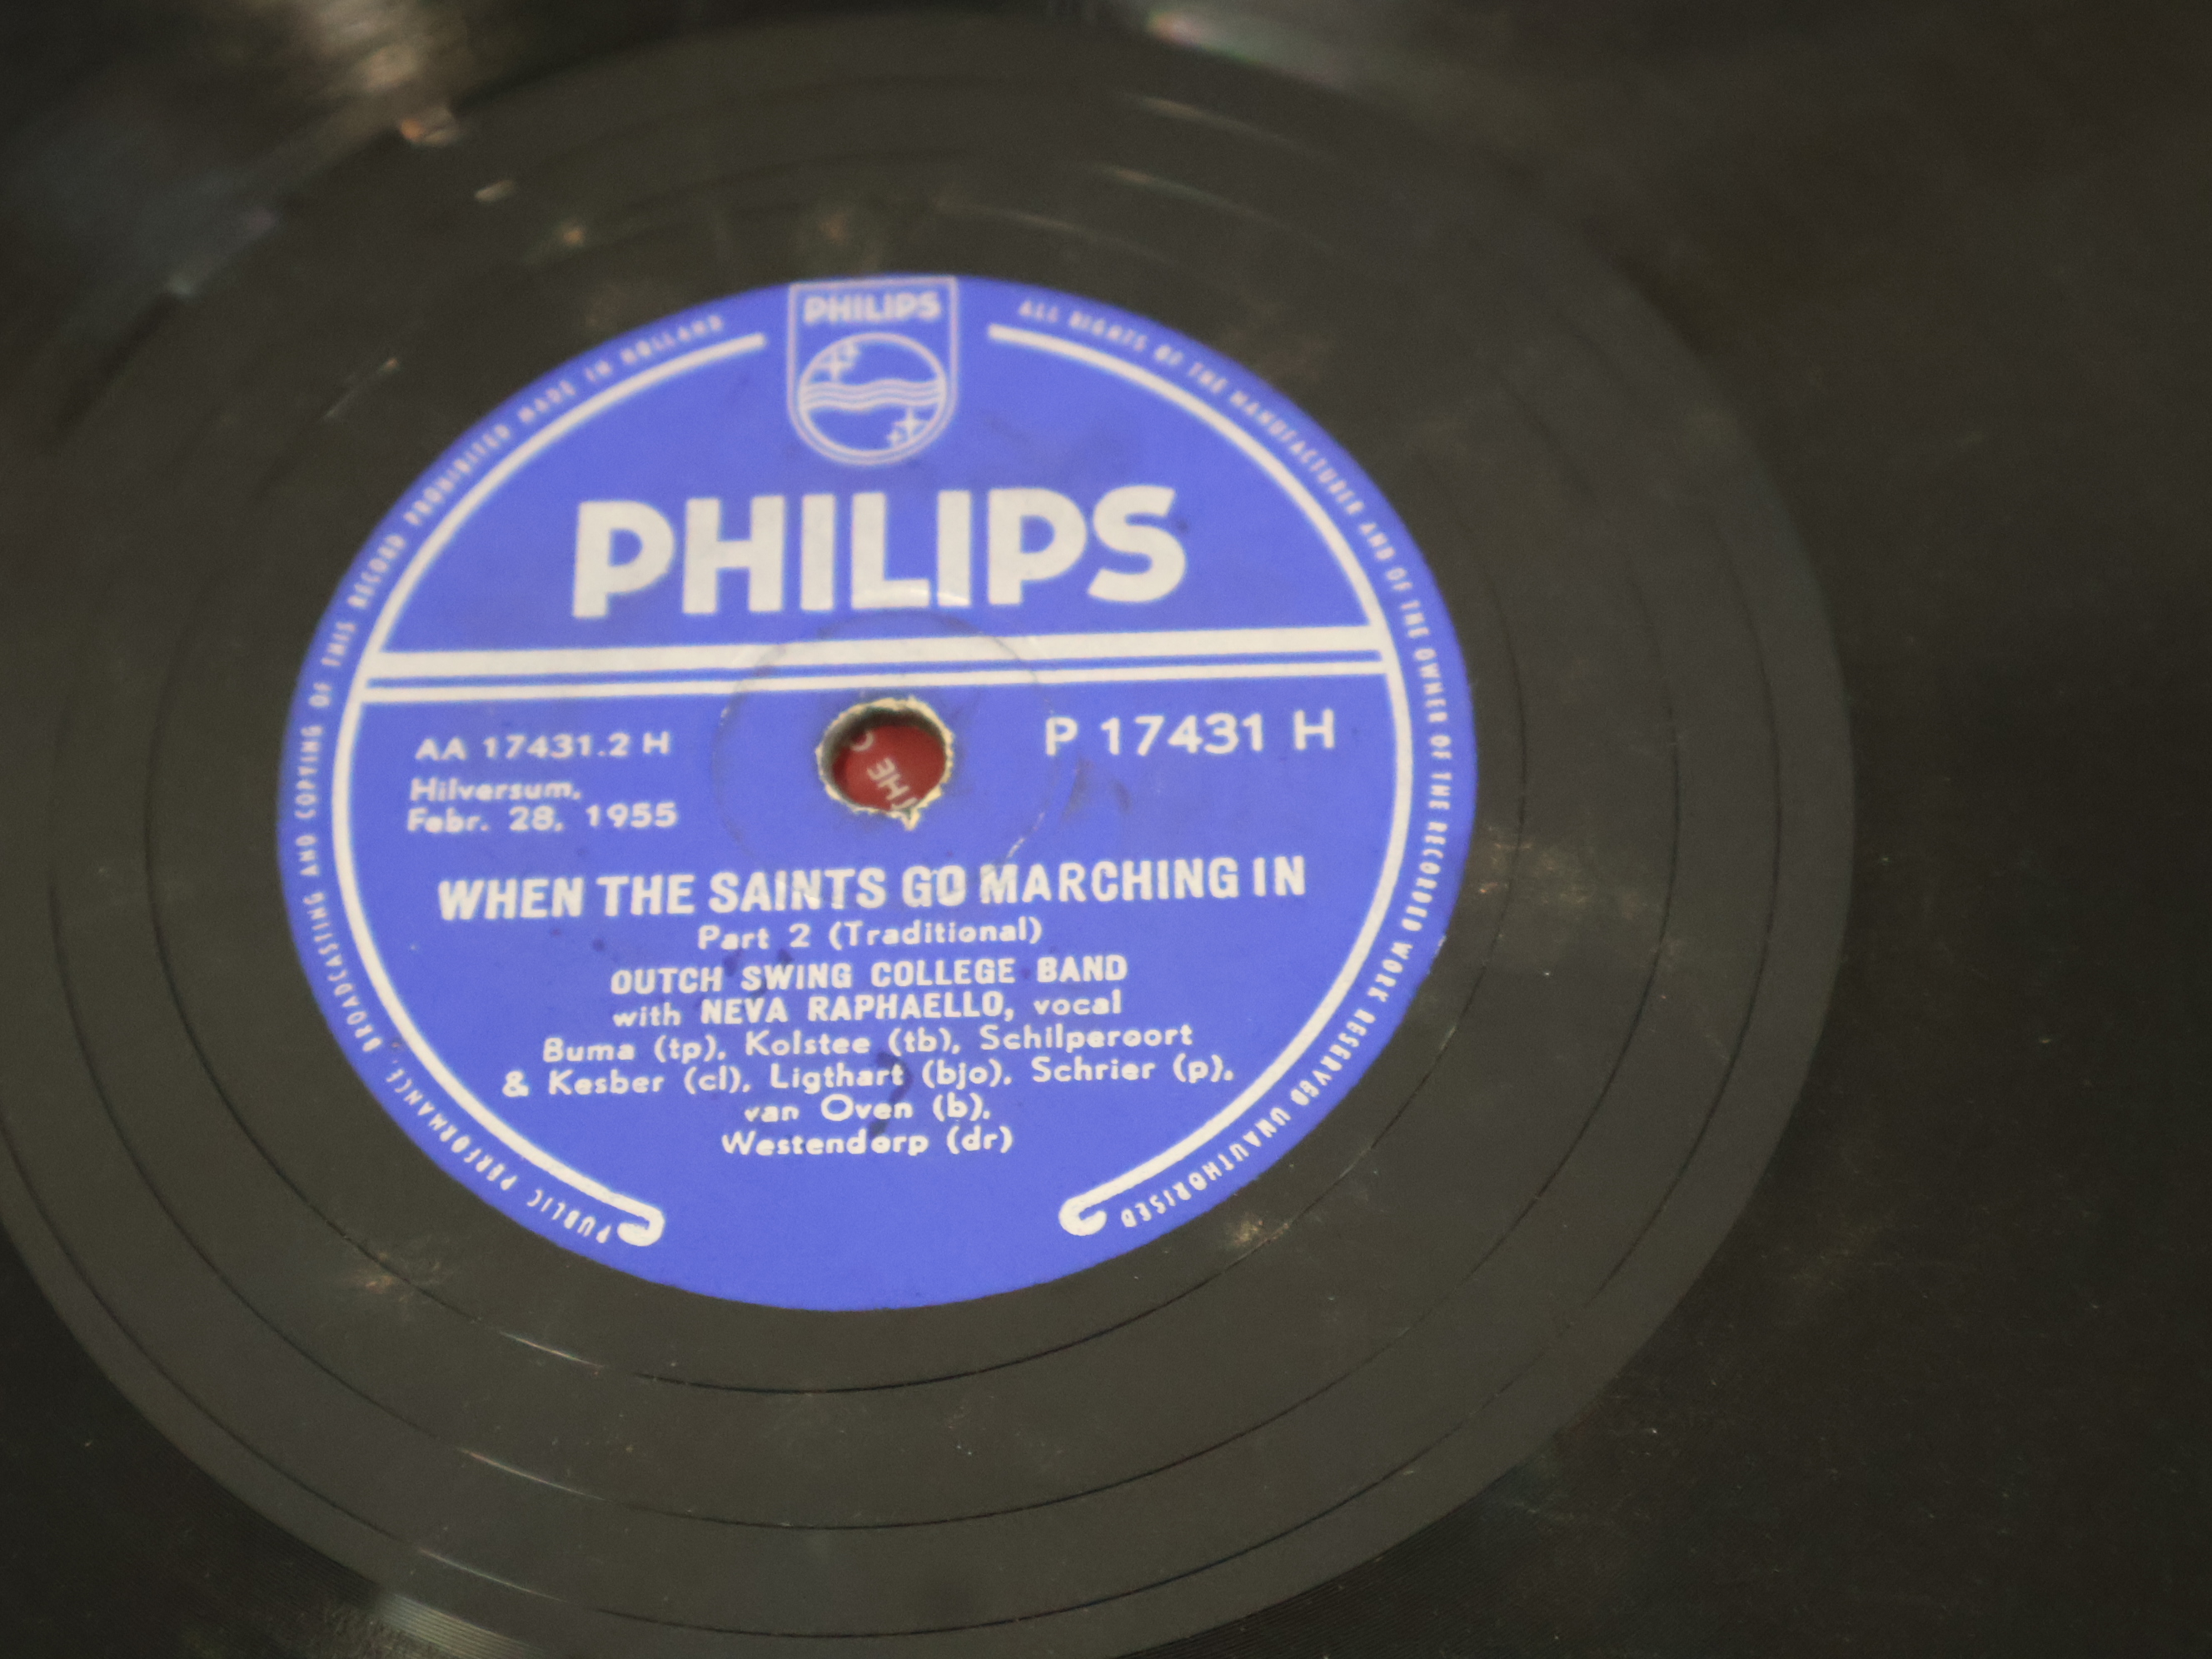 PHILIPS
PHILIPS
AA 17431.2 H
P 17431 H
Hilversum,
Febr. 28, 1955
WHEN THE SAINTS GO MARCHING IN
Part 2 (Traditional)
DUTCH SWING COLLEGE BAND
with NEVA RAPHAELLO, vocal
Buma (tp), Kolstee (tb), Schilperoort
& Kesber (cl), Ligthart (bjo), Schrier (p),
van Oven (b),
Westendorp (dr)
ALL RIGHTS OF THE MANUFACTURER AND OF THE OWNER OF THE RECORDED WORK RESERVED UNAUTHORISED
PUBLIC PERFORMANCE, BROADCASTING AND COPYING OF THIS RECORD PROHIBITED MADE IN HOLLAND
THE